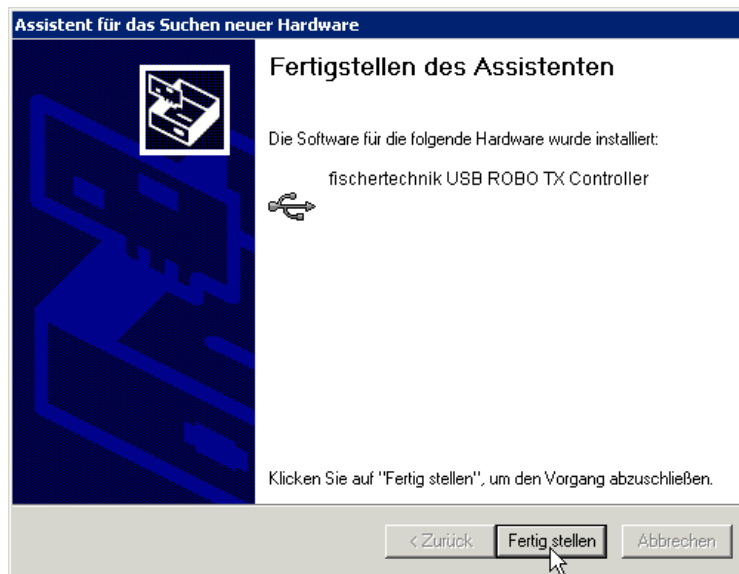 Assistent für das Suchen neuer Hardware
Fertigstellen des Assistenten
Die Software für die folgende Hardware wurde installiert:
fischertechnik USB ROBO TX Controller
Klicken Sie auf "Fertig stellen", um den Vorgang abzuschließen.
< Zurück Fertig stellen Abbrechen